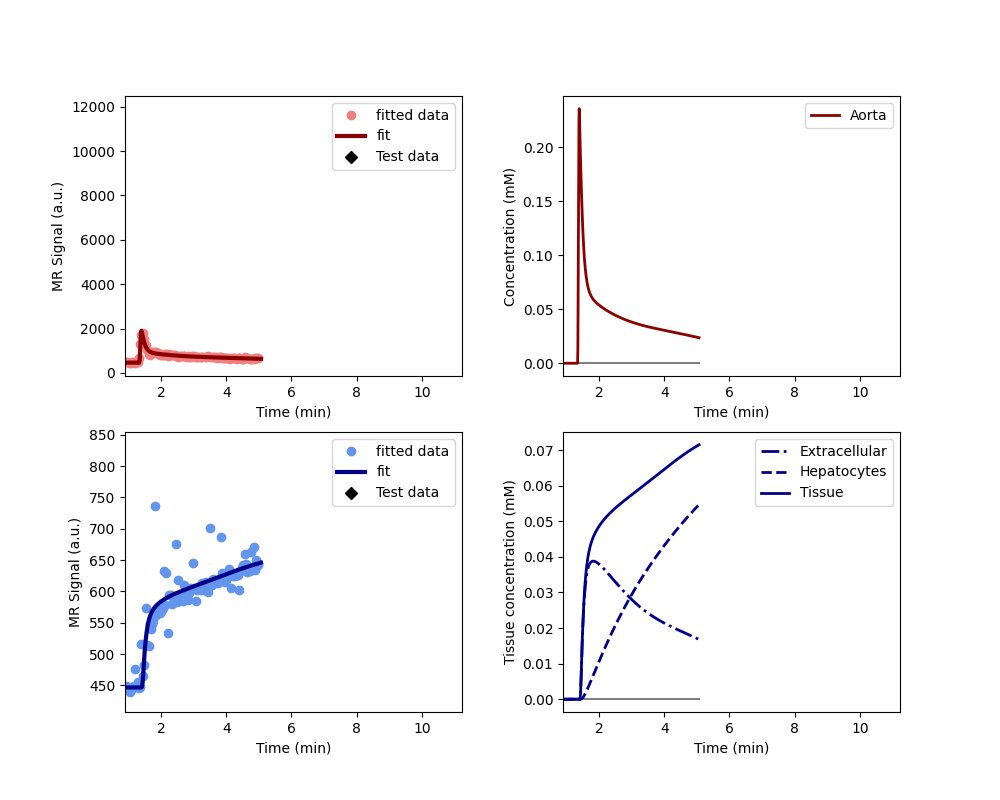 12000
10000
8000
6000
4000
2000
0
MR Signal (a.u.)
fitted data
fit
Test data
2 4 6 8 10
Time (min)
0.20
0.15
0.10
0.05
0.00
Concentration (mM)
Aorta
2 4 6 8 10
Time (min)
850
800
750
700
650
600
550
500
450
MR Signal (a.u.)
fitted data
fit
Test data
2 4 6 8 10
Time (min)
0.07
0.06
0.05
0.04
0.03
0.02
0.01
0.00
Tissue concentration (mM)
Extracellular
Hepatocytes
Tissue
2 4 6 8 10
Time (min)